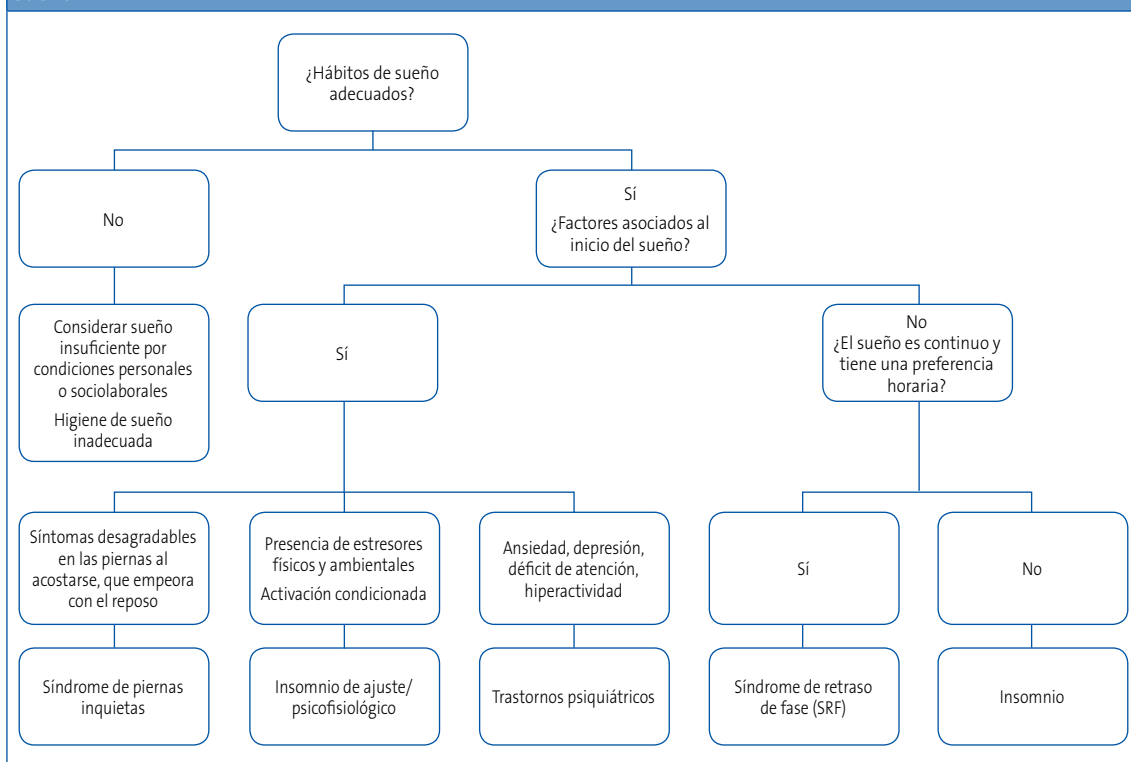 ¿Hábitos de sueño
adecuados?
No
Sí
¿Factores asociados al
inicio del sueño?
Considerar sueño
insuficiente por
condiciones personales
o sociolaborales
Higiene de sueño
inadecuada
Sí
No
¿El sueño es continuo y
tiene una preferencia
horaria?
Síntomas desagradables
en las piernas al
acostarse, que empeora
con el reposo
Presencia de estresores
físicos y ambientales
Activación condicionada
Ansiedad, depresión,
déficit de atención,
hiperactividad
Sí
No
Síndrome de piernas
inquietas
Insomnio de ajuste/
psicofisiológico
Trastornos psiquiátricos
Síndrome de retraso
de fase (SRF)
Insomnio